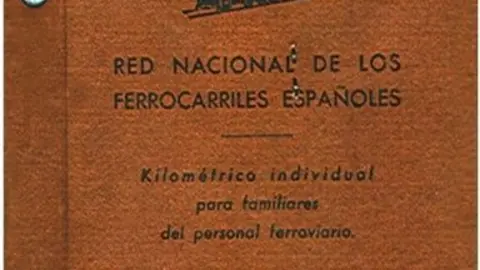 RED NACIONAL DE LOS
FERROCARRILES ESPAÑOLES
Kilométrico individual
para familiares
del personal ferroviario.